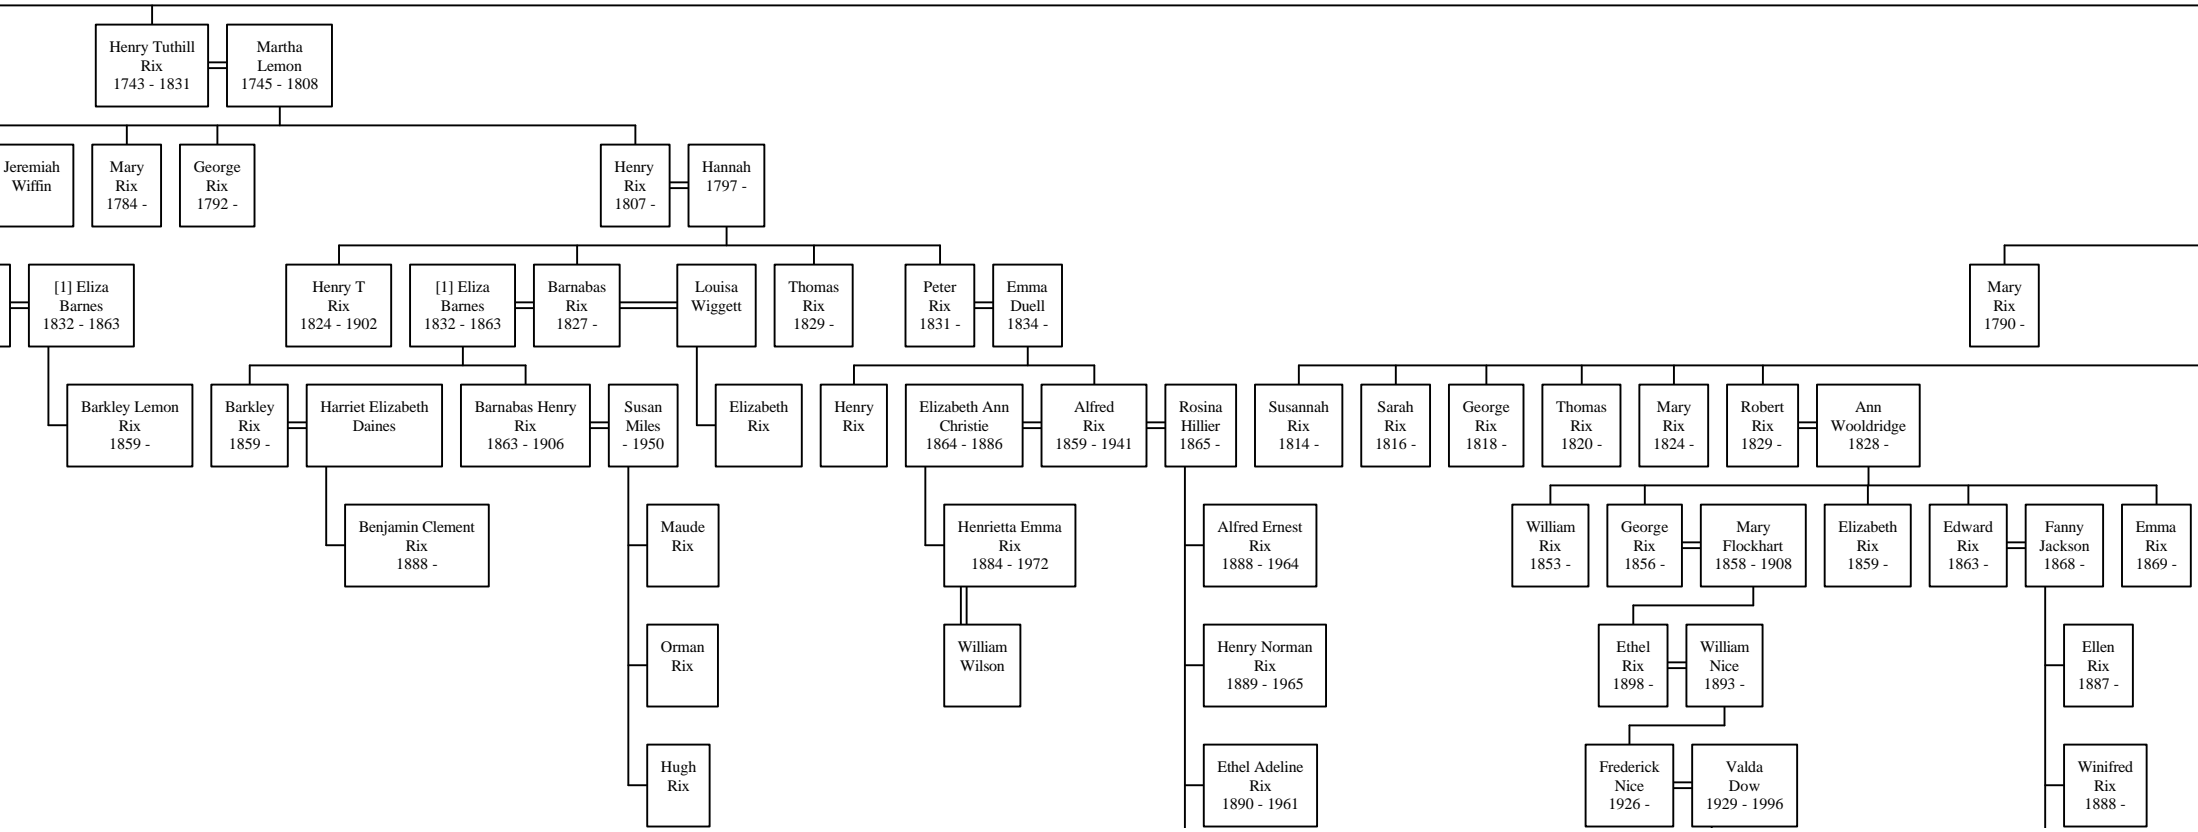 Henry Tuthill
Rix
1743 - 1831
Martha
Lemon
1745 - 1808
Jeremiah
Wiffin
Mary
Rix
1784 -
George
Rix
1792 -
Henry
Rix
1807 -
Hannah
1797 -
[1] Eliza
Barnes
1832 - 1863
Henry T
Rix
1824 - 1902
[1] Eliza
Barnes
1832 - 1863
Barnabas
Rix
1827 -
Louisa
Wiggett
Thomas
Rix
1829 -
Peter
Rix
1831 -
Emma
Duell
1834 -
Mary
Rix
1790 -
Barkley Lemon
Rix
1859 -
Barkley
Rix
1859 -
Harriet Elizabeth
Daines
Barnabas Henry
Rix
1863 - 1906
Susan
Miles
- 1950
Elizabeth
Rix
Henry
Rix
Elizabeth Ann
Christie
1864 - 1886
Alfred
Rix
1859 - 1941
Rosina
Hillier
1865 -
Susannah
Rix
1814 -
Sarah
Rix
1816 -
George
Rix
1818 -
Thomas
Rix
1820 -
Mary
Rix
1824 -
Robert
Rix
1829 -
Ann
Wooldridge
1828 -
Benjamin Clement
Rix
1888 -
Maude
Rix
Henrietta Emma
Rix
1884 - 1972
Alfred Ernest
Rix
1888 - 1964
William
Rix
1853 -
George
Rix
1856 -
Mary
Flockhart
1858 - 1908
Elizabeth
Rix
1859 -
Edward
Rix
1863 -
Fanny
Jackson
1868 -
Emma
Rix
1869 -
Orman
Rix
William
Wilson
Henry Norman
Rix
1889 - 1965
Ethel
Rix
1898 -
William
Nice
1893 -
Ellen
Rix
1887 -
Hugh
Rix
Ethel Adeline
Rix
1890 - 1961
Frederick
Nice
1926 -
Valda
Dow
1929 - 1996
Winifred
Rix
1888 -